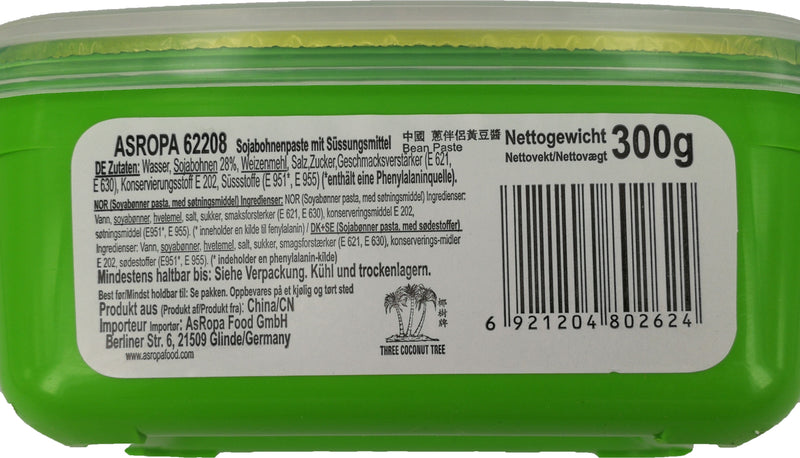 ASROPA 62208 Sojabohnenpaste mit Süssungsmittel 中國 蔥伴侶黃豆醬
Bean Paste
Nettogewicht 300g
Nettovekt/Nettovægt
DE Zutaten: Wasser, Sojabohnen 28%, Weizenmehl, Salz,Zucker,Geschmacksverstärker (E 621,
E 630), Konservierungsstoff E 202, Süssstoffe (E 951*, E 955) (*enthält eine Phenylalaninquelle).
NOR (Soyabønner pasta, med søtningsmiddel) Ingredienser: NOR (Soyabønner pasta, med søtningsmiddel) Ingredienser:
Vann, soyabønner, hvetemel, salt, sukker, smaksforsterker (E 621, E 630), konserveringsmiddel E 202,
søtningsmiddel (E951*, E 955). (* inneholder en kilde til fenylalanin) / DK+SE (Sojabønner pasta, med sødestoffer)
Ingredienser: Vann, soyabønner, hvetemel, salt, sukker, smagsforstærker (E 621, E 630), konserverings-midler
E 202, sødestoffer (E951*, E 955). (* indeholder en phenylalanin-kilde)
Mindestens haltbar bis: Siehe Verpackung. Kühl und trockenlagern.
Best før/Mindst holdbar til: Se pakken. Oppbevares på et kjølig og tørt sted
Produkt aus (Produkt af/Produkt fra): China/CN
Importeur Importør: AsRopa Food GmbH
Berliner Str. 6, 21509 Glinde/Germany
www.asropafood.com
椰樹牌
THREE COCONUT TREE
6 921204 802624